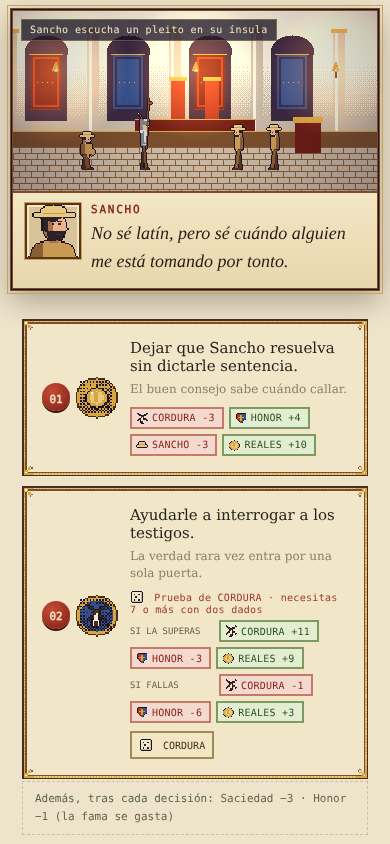 Sancho escucha un pleito en su ínsula
SANCHO
No sé latín, pero sé cuándo alguien
me está tomando por tonto.
01
Dejar que Sancho resuelva
sin dictarle sentencia.
El buen consejo sabe cuándo callar.
CORDURA −3 HONOR +4
SANCHO −3 REALES +10
02
Ayudarle a interrogar a los
testigos.
La verdad rara vez entra por una
sola puerta.
Prueba de CORDURA · necesitas
7 o más con dos dados
SI LA SUPERAS CORDURA +11
HONOR −3 REALES +9
SI FALLAS CORDURA −1
HONOR −6 REALES +3
CORDURA
Además, tras cada decisión: Saciedad −3 · Honor
−1 (la fama se gasta)